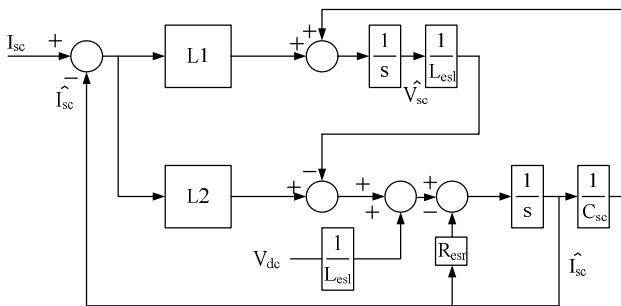 I_sc
+
−
Î_sc
L1
+
+
1/s
V̂_sc
1/L_esl
L2
+
−
+
+
V_dc
1/L_esl
+
−
R_esr
1/s
Î_sc
1/C_sc